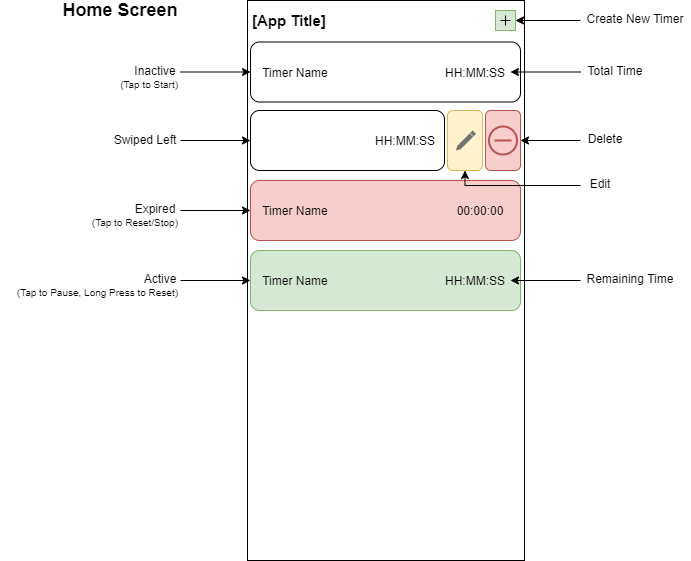 Home Screen
[App Title]
+
Create New Timer
Inactive
(Tap to Start)
Timer Name
HH:MM:SS
Total Time
Swiped Left
HH:MM:SS
Delete
Edit
Expired
(Tap to Reset/Stop)
Timer Name
00:00:00
Active
(Tap to Pause, Long Press to Reset)
Timer Name
HH:MM:SS
Remaining Time